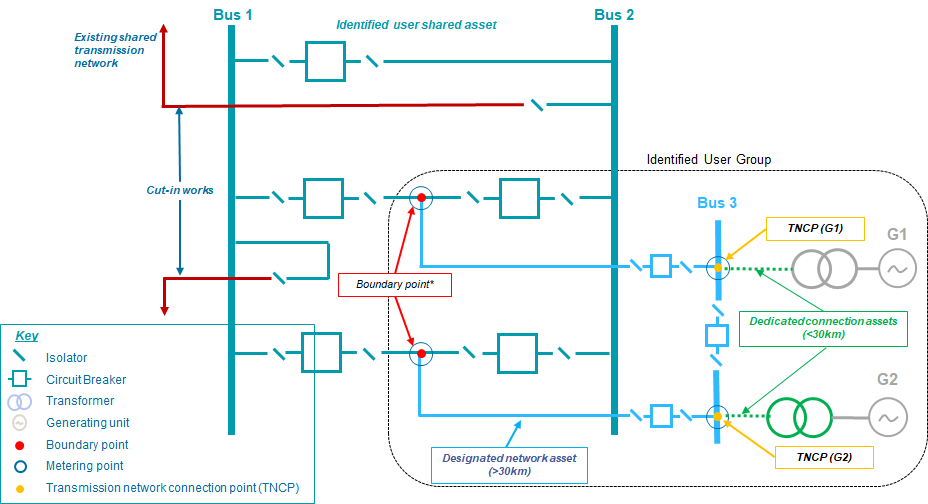 Bus 1
Bus 2
Identified user shared asset
Existing shared
transmission
network
Cut-in works
Identified User Group
Bus 3
TNCP (G1)
G1
Boundary point*
Dedicated connection assets
(<30km)
G2
TNCP (G2)
Designated network asset
(>30km)
Key
Isolator
Circuit Breaker
Transformer
Generating unit
Boundary point
Metering point
Transmission network connection point (TNCP)